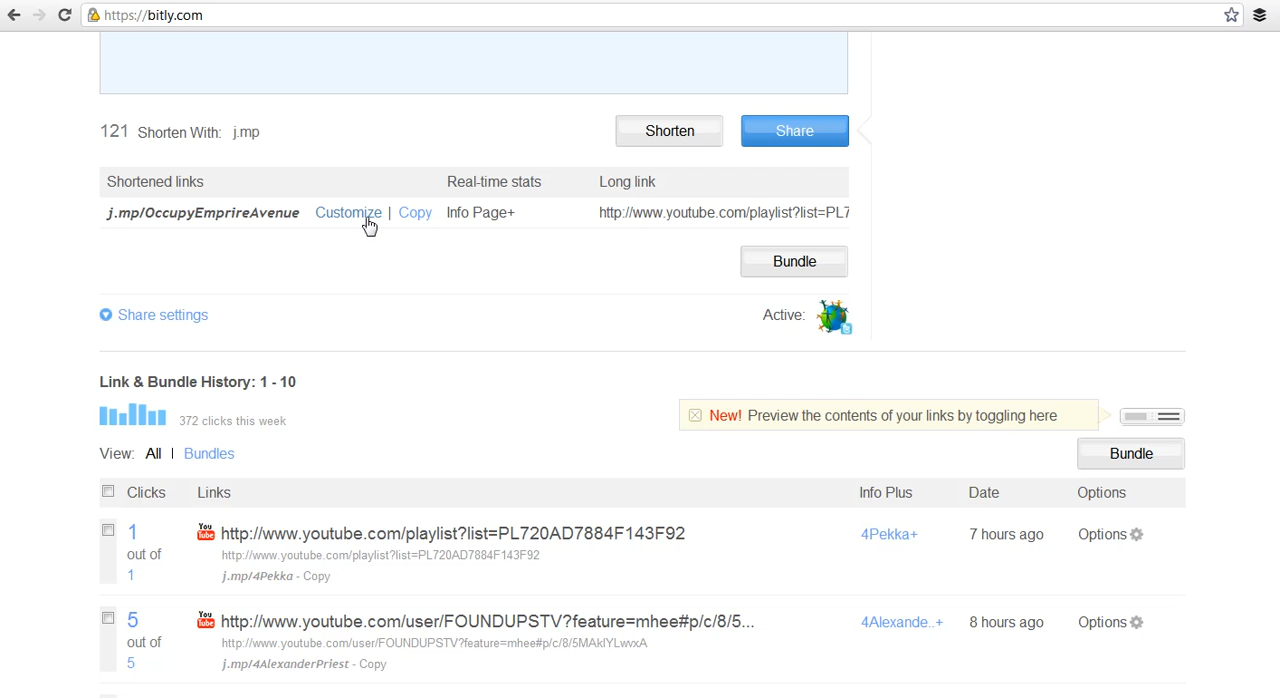 https://bitly.com
121 Shorten With: j.mp
Shorten
Share
Shortened links Real-time stats Long link
j.mp/OccupyEmprireAvenue Customize | Copy Info Page+ http://www.youtube.com/playlist?list=PL7
Bundle
Share settings Active:
Link & Bundle History: 1 - 10
372 clicks this week
New! Preview the contents of your links by toggling here
View: All | Bundles
Bundle
Clicks Links Info Plus Date Options
1 out of 1
You Tube http://www.youtube.com/playlist?list=PL720AD7884F143F92
http://www.youtube.com/playlist?list=PL720AD7884F143F92
j.mp/4Pekka - Copy
4Pekka+ 7 hours ago Options
5 out of 5
You Tube http://www.youtube.com/user/FOUNDUPSTV?feature=mhee#p/c/8/5...
http://www.youtube.com/user/FOUNDUPSTV?feature=mhee#p/c/8/5MAkIYLwvxA
j.mp/4AlexanderPriest - Copy
4Alexande..+ 8 hours ago Options